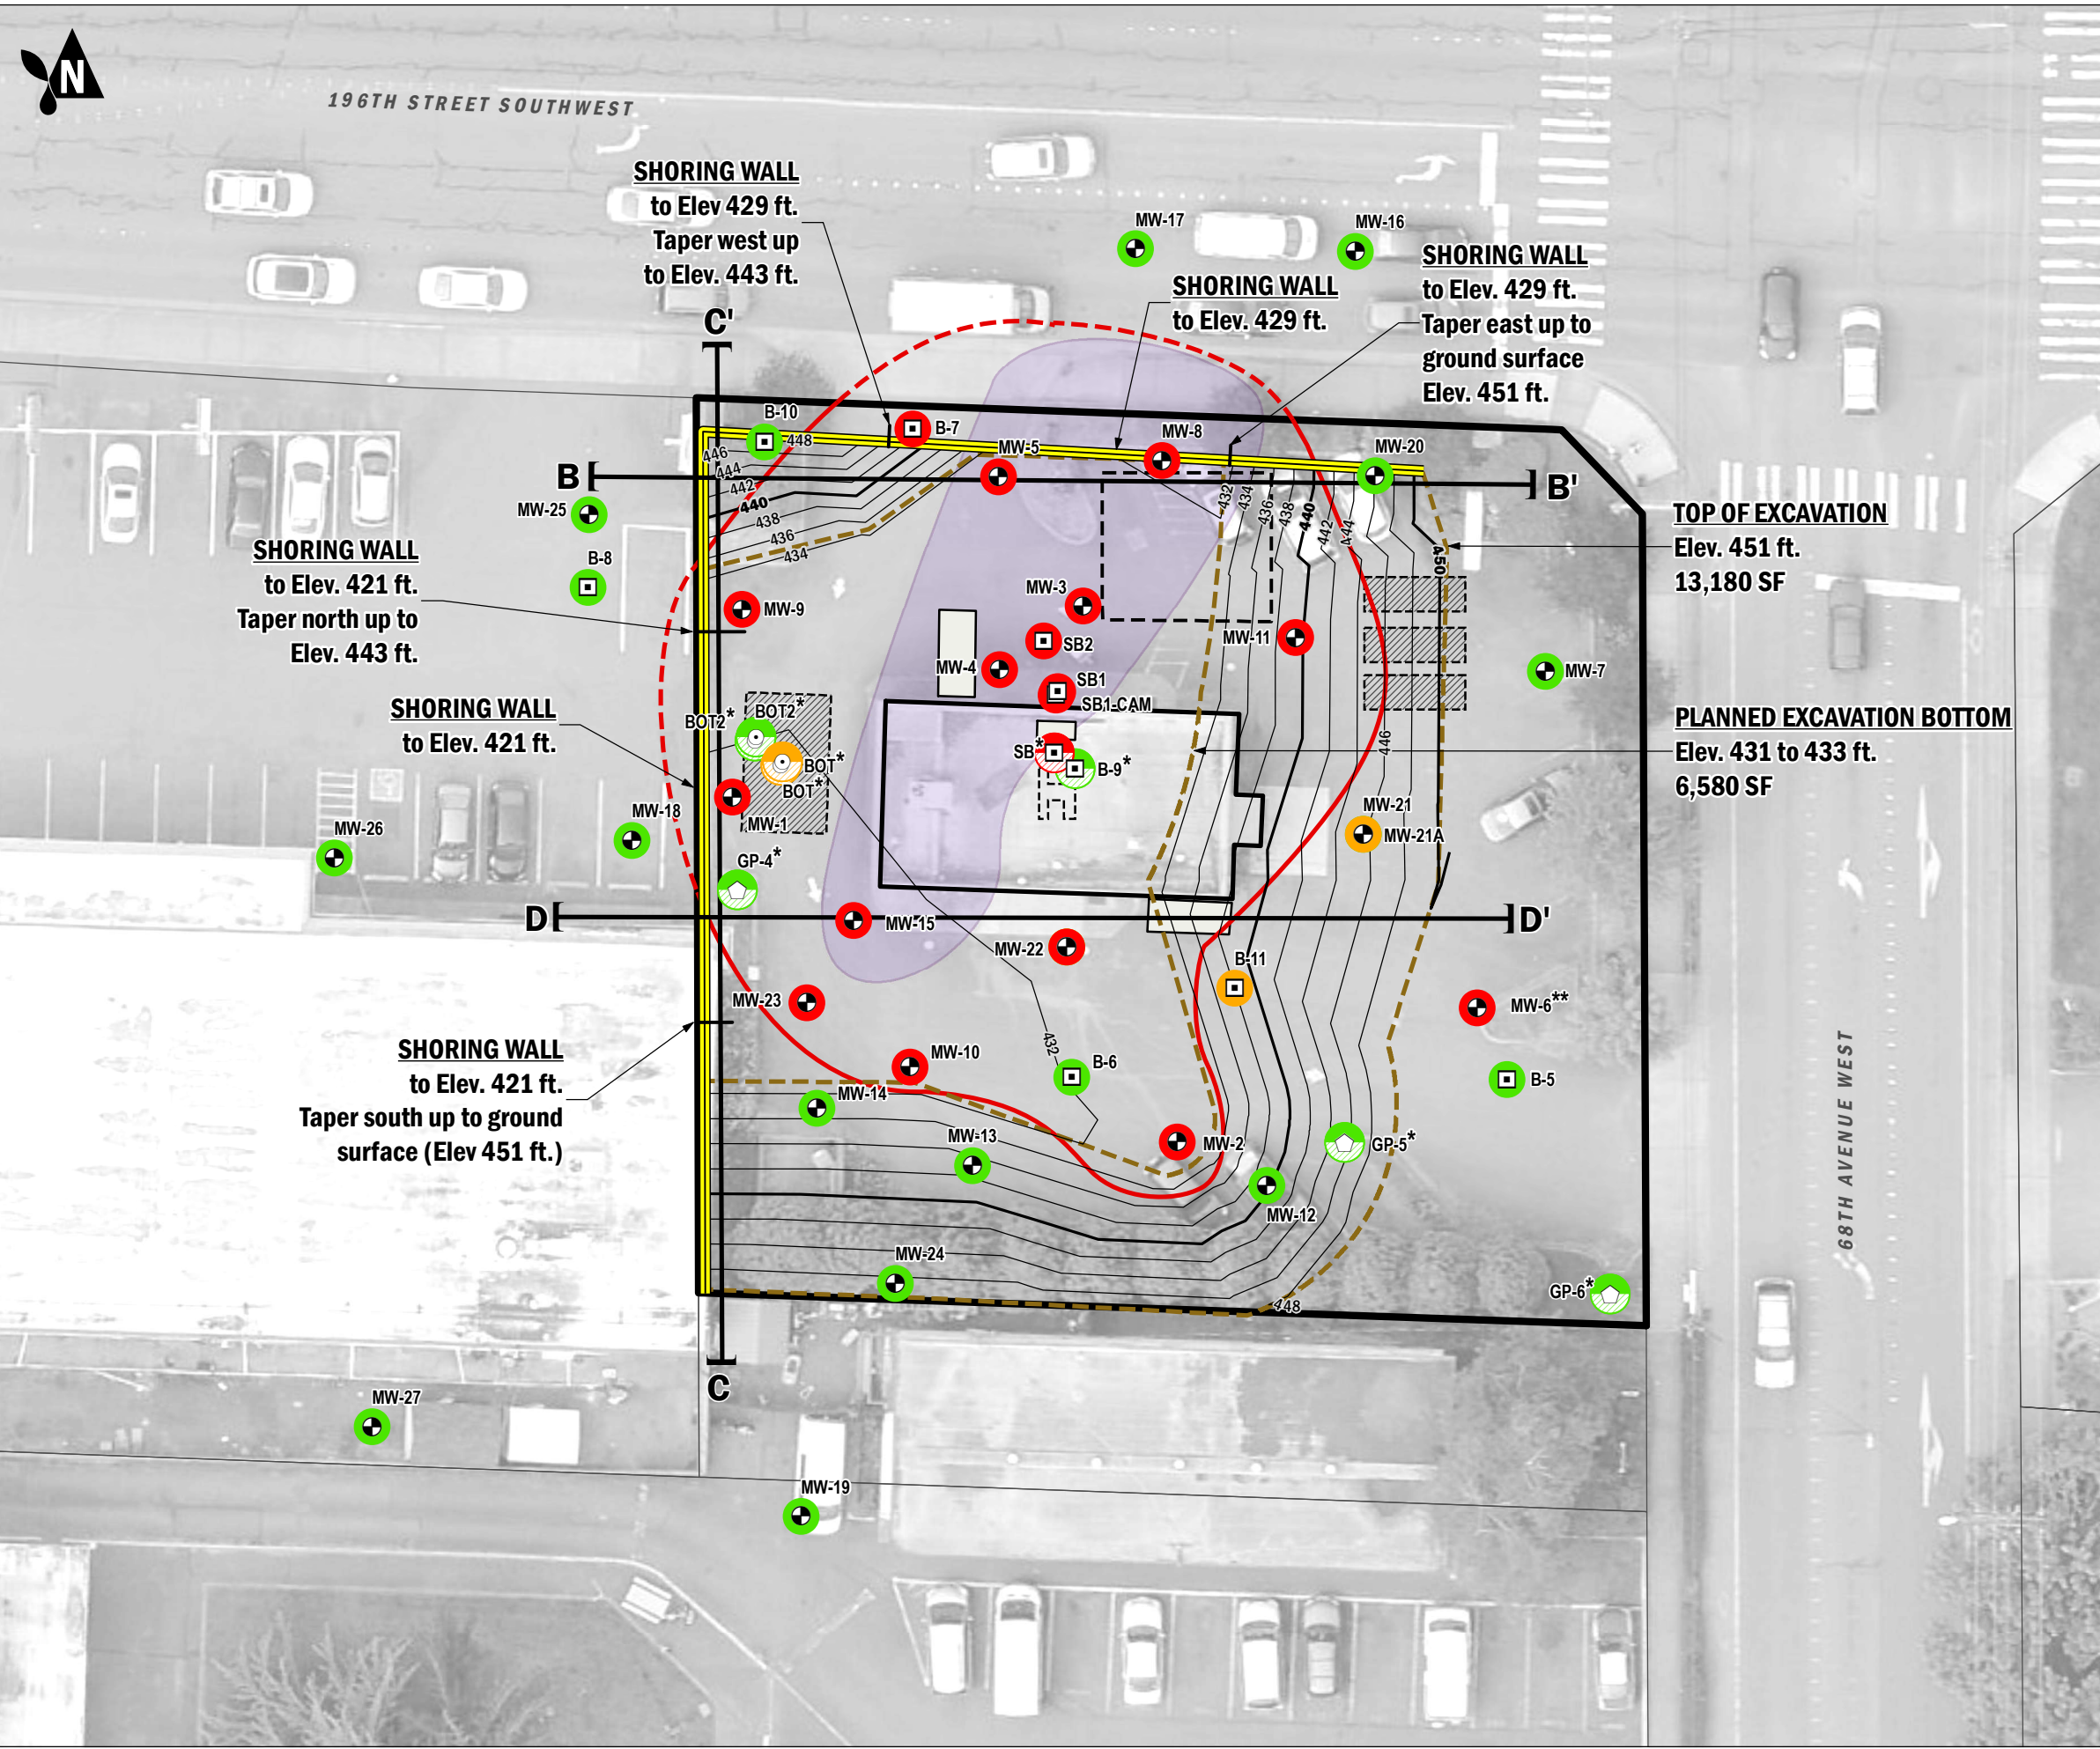 N
196TH STREET SOUTHWEST
SHORING WALL
to Elev 429 ft.
Taper west up
to Elev. 443 ft.
MW-17
MW-16
SHORING WALL
to Elev. 429 ft.
SHORING WALL
to Elev. 429 ft.
Taper east up to
ground surface
Elev. 451 ft.
C'
B-10
448
B-7
MW-5
MW-8
MW-20
446
444
442
440
438
436
434
B
B'
MW-25
432
434
436
438
440
442
444
450
TOP OF EXCAVATION
Elev. 451 ft.
13,180 SF
SHORING WALL
to Elev. 421 ft.
Taper north up to
Elev. 443 ft.
B-8
MW-9
MW-3
SB2
MW-11
MW-4
SB1
SB1-CAM
MW-7
SHORING WALL
to Elev. 421 ft.
BOT2*
BOT2*
BOT*
BOT*
SB*
B-9*
446
PLANNED EXCAVATION BOTTOM
Elev. 431 to 433 ft.
6,580 SF
MW-18
MW-1
MW-21
MW-21A
MW-26
GP-4*
D
D'
MW-15
MW-22
B-11
MW-23
MW-6**
SHORING WALL
to Elev. 421 ft.
Taper south up to ground
surface (Elev 451 ft.)
432
MW-10
B-6
B-5
MW-14
MW-13
MW-2
GP-5*
MW-12
68TH AVENUE WEST
MW-24
448
GP-6*
C
MW-27
MW-19